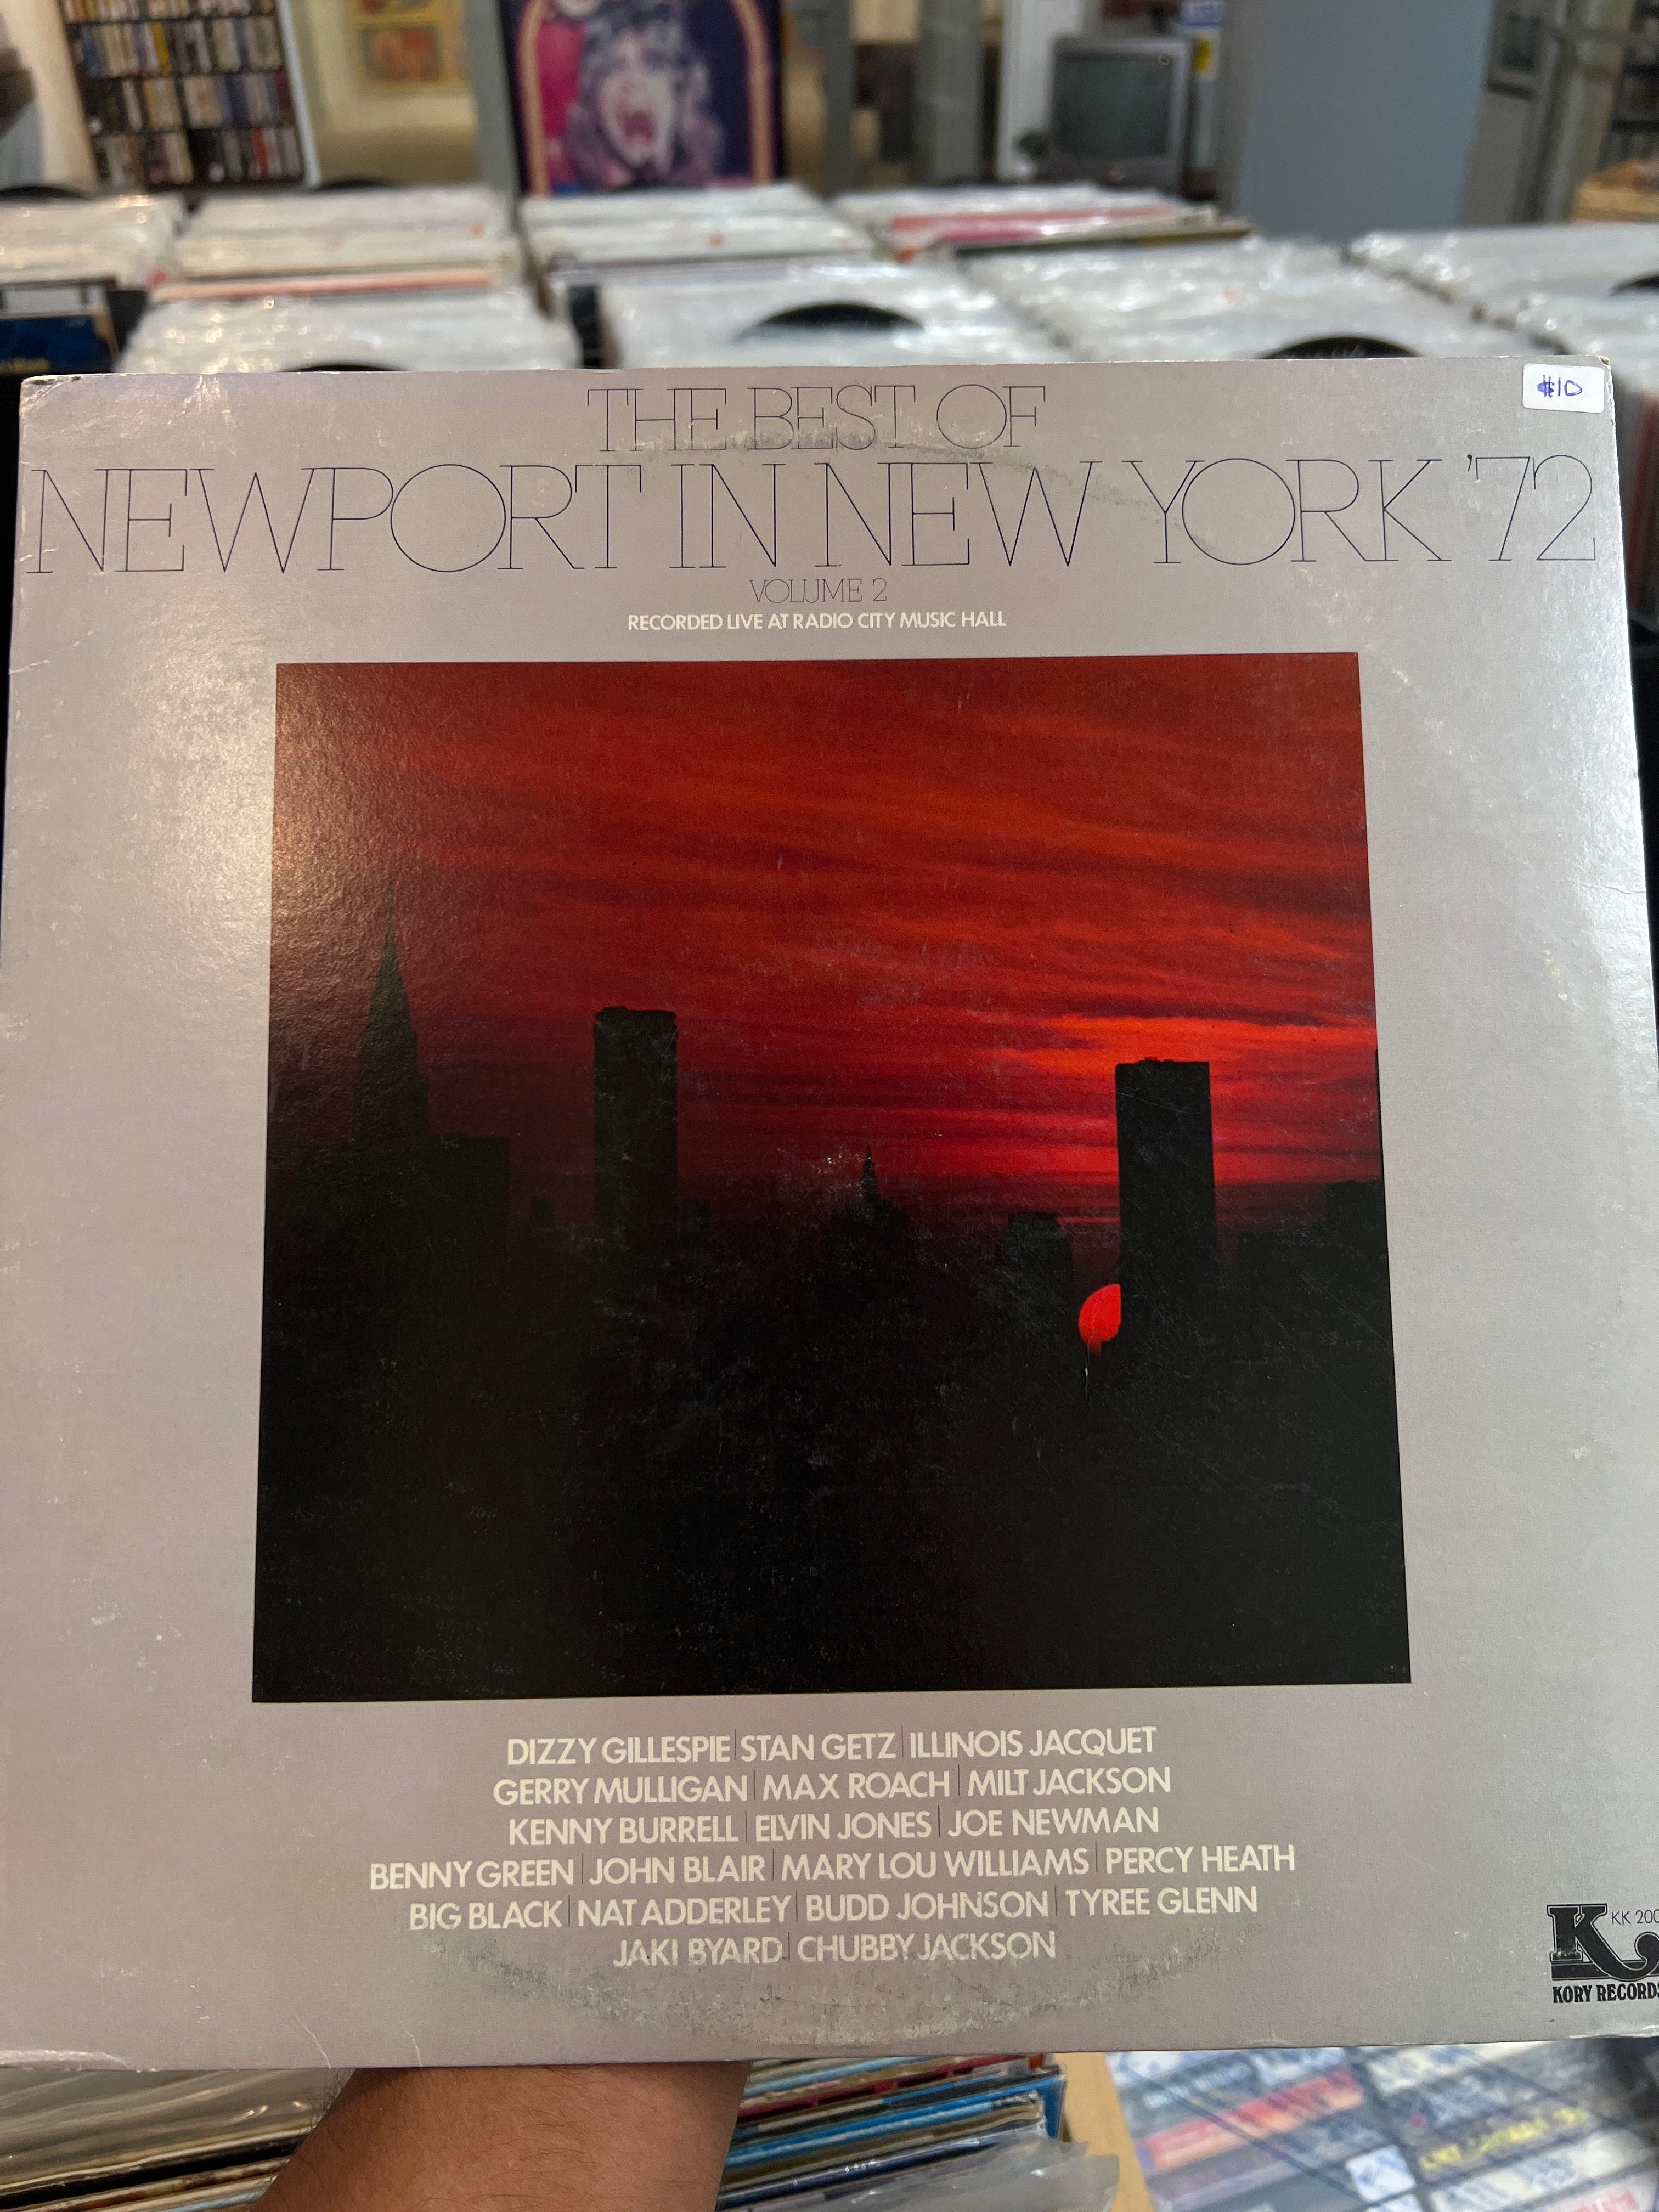 $10
THE BEST OF
NEWPORT IN NEW YORK '72
VOLUME 2
RECORDED LIVE AT RADIO CITY MUSIC HALL
DIZZY GILLESPIE | STAN GETZ | ILLINOIS JACQUET
GERRY MULLIGAN | MAX ROACH | MILT JACKSON
KENNY BURRELL | ELVIN JONES | JOE NEWMAN
BENNY GREEN | JOHN BLAIR | MARY LOU WILLIAMS | PERCY HEATH
BIG BLACK | NAT ADDERLEY | BUDD JOHNSON | TYREE GLENN
JAKI BYARD | CHUBBY JACKSON
K KK 200
KORY RECORDS